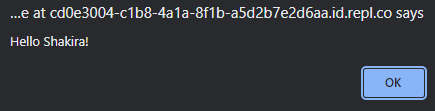 ...e at cd0e3004-c1b8-4a1a-8f1b-a5d2b7e2d6aa.id.repl.co says
Hello Shakira!
OK